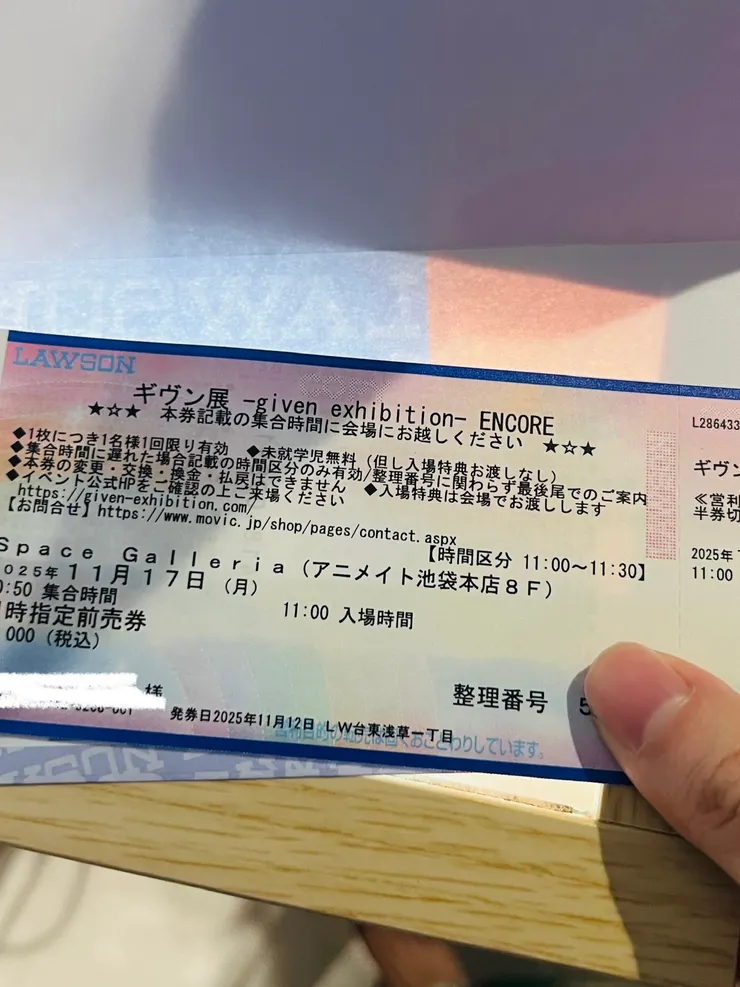 LAWSON
ギヴン展 -given exhibition- ENCORE
★☆★ 本券記載の集合時間に会場にお越しください ★☆★
◆1枚につき1名様1回限り有効 ◆未就学児無料（但し入場特典お渡しなし）
◆集合時間に遅れた場合記載の時間区分のみ有効/整理番号に関わらず最後尾でのご案内
◆本券の変更・交換・換金・払戻はできません ◆入場特典は会場でお渡しします
◆イベント公式HPをご確認の上ご来場ください
https://given-exhibition.com/
【お問合せ】https://www.movic.jp/shop/pages/contact.aspx
【時間区分 11:00～11:30】
Space Galleria（アニメイト池袋本店８Ｆ）
2025年11月17日（月）
0:50 集合時間 11:00 入場時間
時指定前売券
000（税込）
様
整理番号 5
発券日2025年11月12日 LW台東浅草一丁目
L286433
ギヴン
≪営利
半券切
2025年
11:00